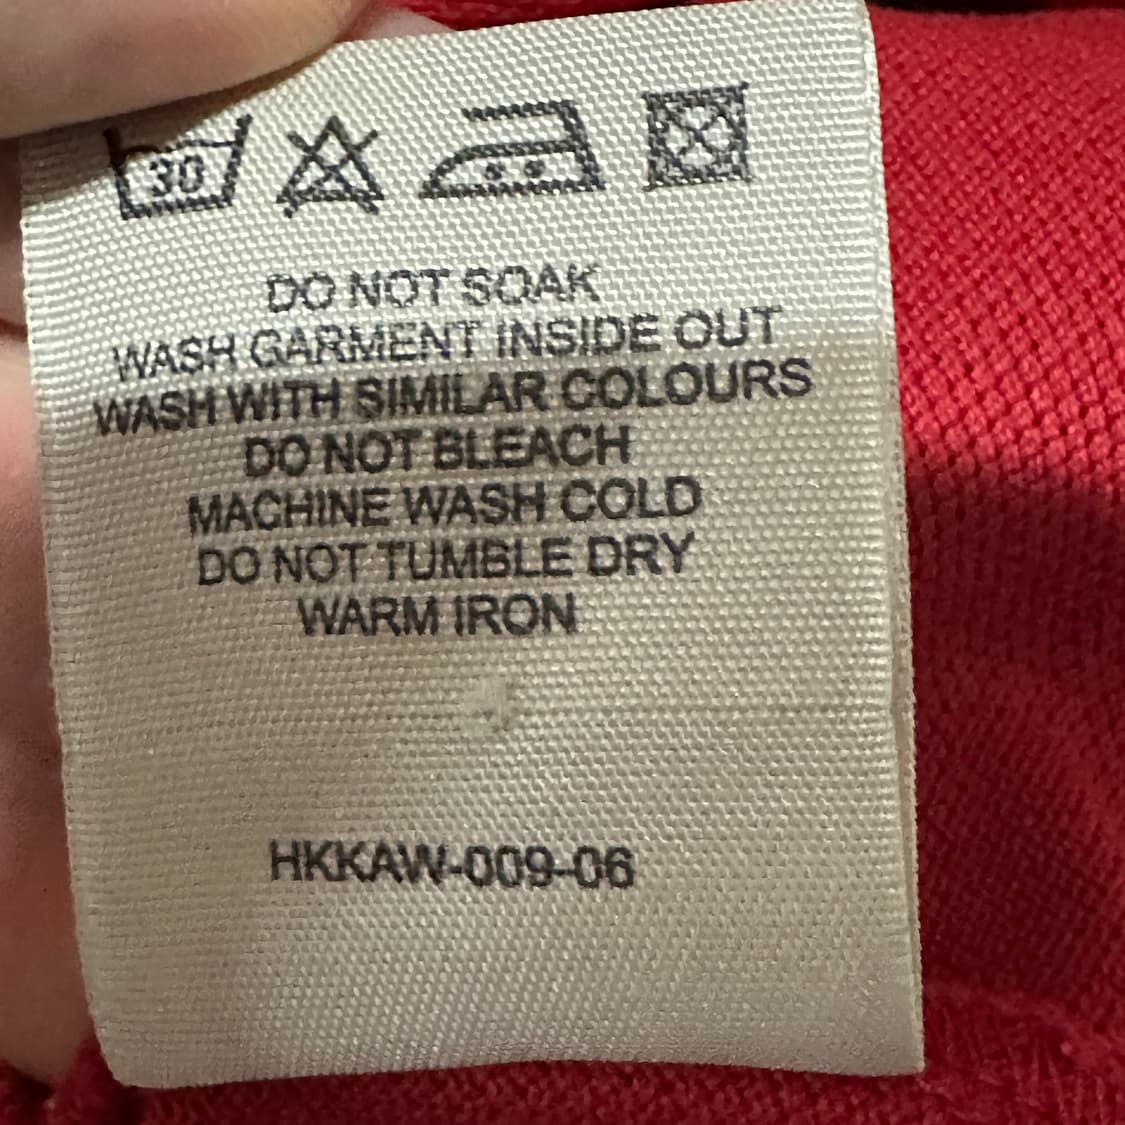 30
DO NOT SOAK
WASH GARMENT INSIDE OUT
WASH WITH SIMILAR COLOURS
DO NOT BLEACH
MACHINE WASH COLD
DO NOT TUMBLE DRY
WARM IRON
HKKAW-009-06